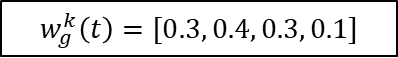 $w_g^k(t) = [0.3, 0.4, 0.3, 0.1]$